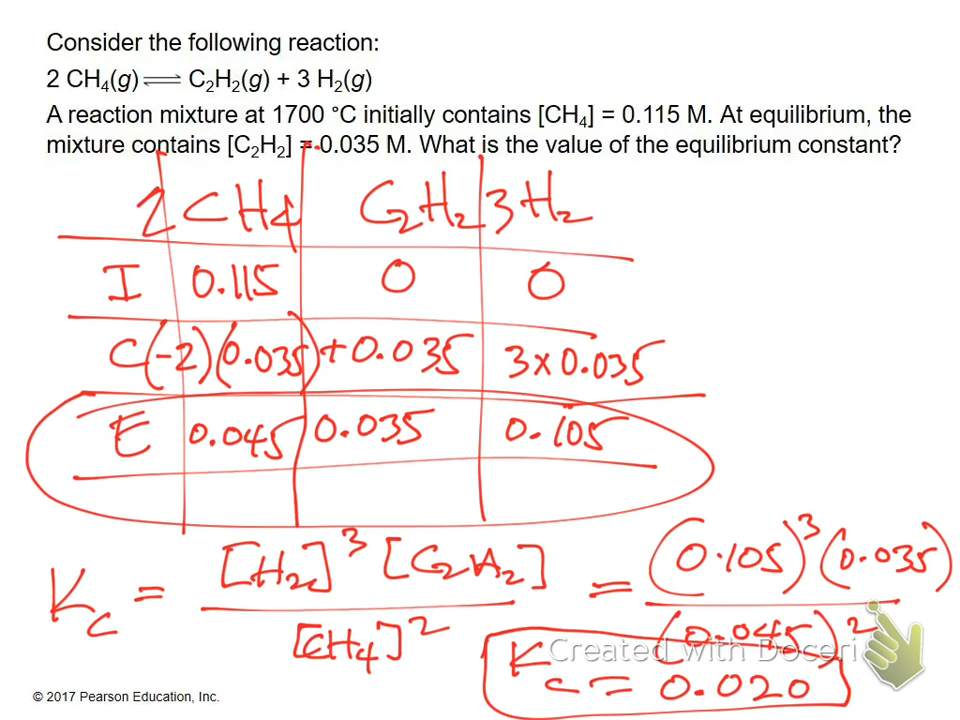 Consider the following reaction:
2 CH₄(g) ⇌ C₂H₂(g) + 3 H₂(g)
A reaction mixture at 1700 °C initially contains [CH₄] = 0.115 M. At equilibrium, the
mixture contains [C₂H₂] = 0.035 M. What is the value of the equilibrium constant?
2CH4 C₂H₂ 3H₂
I 0.115 0 0
C (-2)(0.035) +0.035 3x0.035
E 0.045 0.035 0.105
Kc = [H₂]³ [C₂H₂] / [CH₄]² = (0.105)³ (0.035) / (0.045)²
Created with Doceri
Kc = 0.020
© 2017 Pearson Education, Inc.